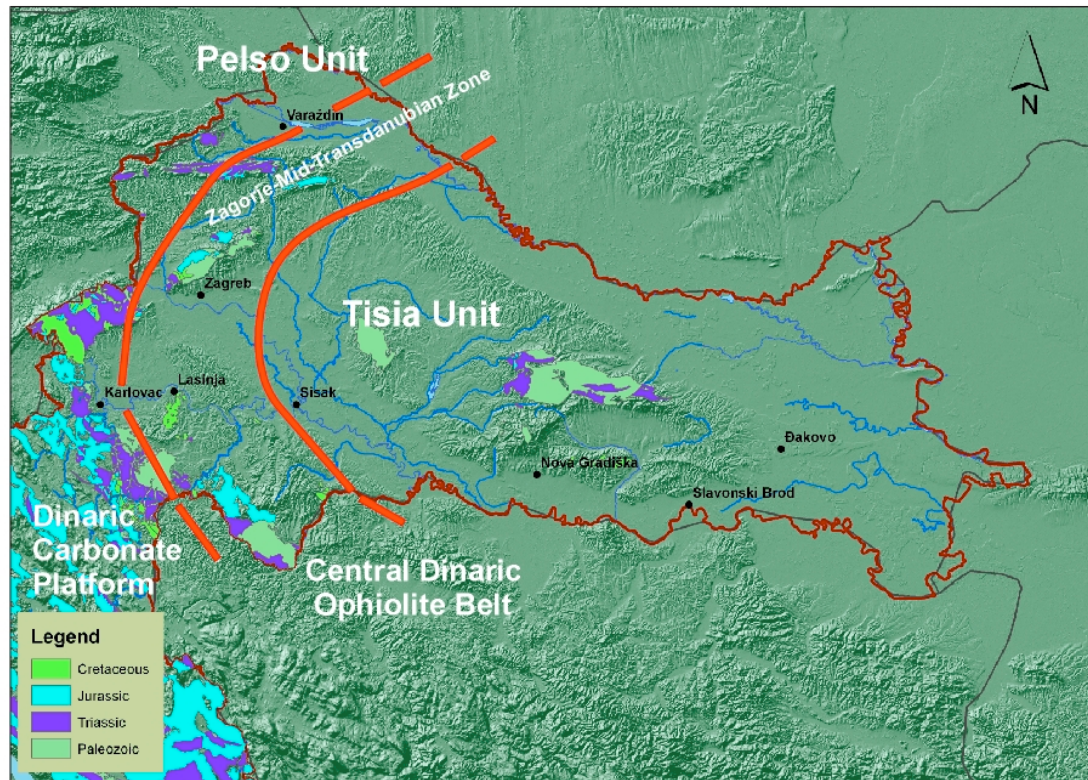 Pelso Unit
N
Varaždin
Zagorje-Mid-Transdanubian Zone
Zagreb
Tisia Unit
Karlovac
Lasinja
Sisak
Đakovo
Nova Gradiška
Slavonski Brod
Dinaric
Carbonate
Platform
Central Dinaric
Ophiolite Belt
Legend
Cretaceous
Jurassic
Triassic
Paleozoic